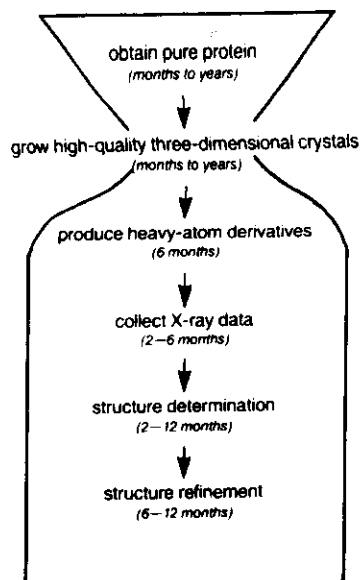 obtain pure protein
(months to years)
grow high-quality three-dimensional crystals
(months to years)
produce heavy-atom derivatives
(6 months)
collect X-ray data
(2–6 months)
structure determination
(2–12 months)
structure refinement
(6–12 months)